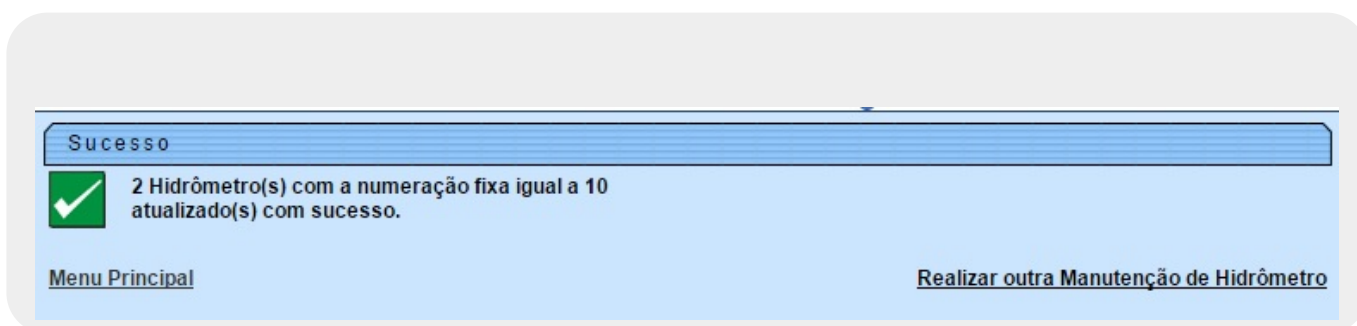 Sucesso
2 Hidrômetro(s) com a numeração fixa igual a 10
atualizado(s) com sucesso.
Menu Principal
Realizar outra Manutenção de Hidrômetro